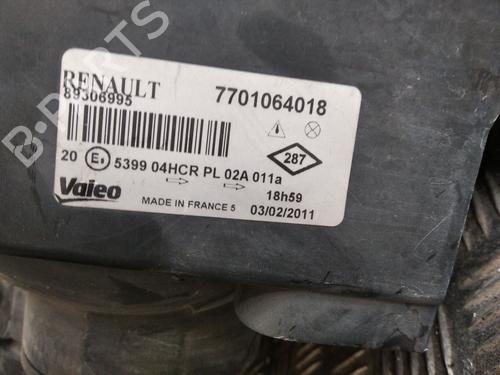 B-PARTS
RENAULT 7701064018
89306995
287
20 E1 5399 04HCR PL 02A 011a
Valeo 18h59
MADE IN FRANCE 5 03/02/2011